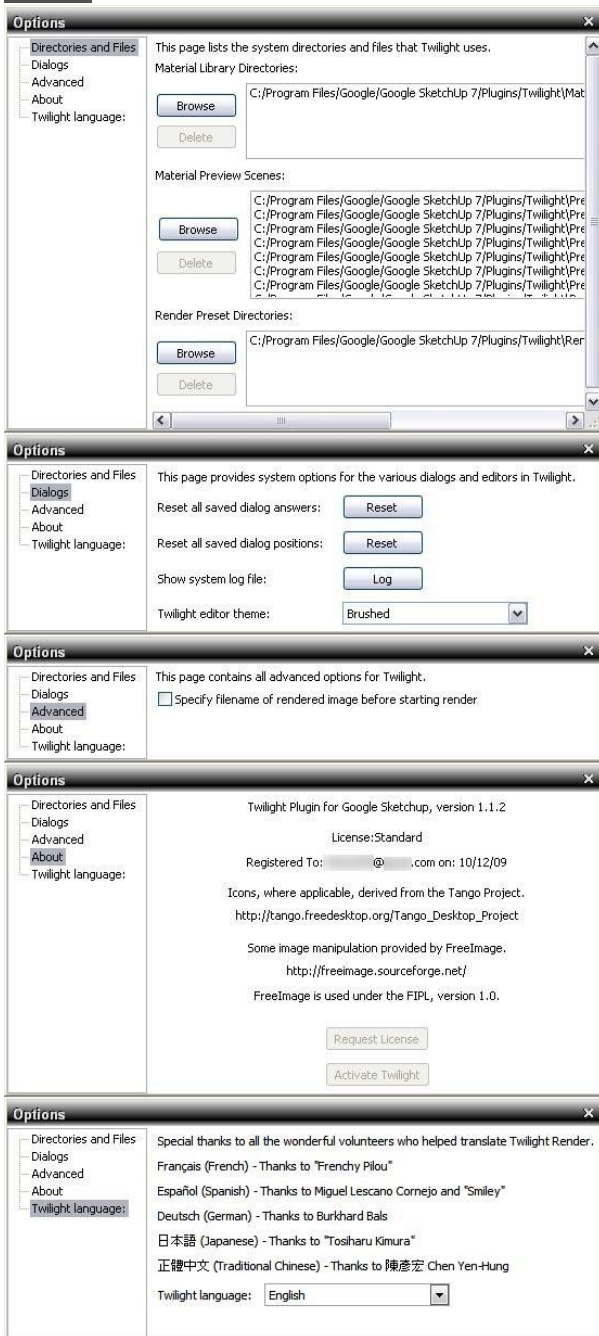 Options
Directories and Files
Dialogs
Advanced
About
Twilight language:
This page lists the system directories and files that Twilight uses.
Material Library Directories:
Browse
Delete
C:/Program Files/Google/Google SketchUp 7/Plugins/Twilight\Mat
Material Preview Scenes:
Browse
Delete
C:/Program Files/Google/Google SketchUp 7/Plugins/Twilight\Pre
C:/Program Files/Google/Google SketchUp 7/Plugins/Twilight\Pre
C:/Program Files/Google/Google SketchUp 7/Plugins/Twilight\Pre
C:/Program Files/Google/Google SketchUp 7/Plugins/Twilight\Pre
C:/Program Files/Google/Google SketchUp 7/Plugins/Twilight\Pre
C:/Program Files/Google/Google SketchUp 7/Plugins/Twilight\Pre
C:/Program Files/Google/Google SketchUp 7/Plugins/Twilight\Pre
Render Preset Directories:
Browse
Delete
C:/Program Files/Google/Google SketchUp 7/Plugins/Twilight\Rer
Options
Directories and Files
Dialogs
Advanced
About
Twilight language:
This page provides system options for the various dialogs and editors in Twilight.
Reset all saved dialog answers:
Reset
Reset all saved dialog positions:
Reset
Show system log file:
Log
Twilight editor theme:
Brushed
Options
Directories and Files
Dialogs
Advanced
About
Twilight language:
This page contains all advanced options for Twilight.
Specify filename of rendered image before starting render
Options
Directories and Files
Dialogs
Advanced
About
Twilight language:
Twilight Plugin for Google Sketchup, version 1.1.2
License:Standard
Registered To: @ .com on: 10/12/09
Icons, where applicable, derived from the Tango Project.
http://tango.freedesktop.org/Tango_Desktop_Project
Some image manipulation provided by FreeImage.
http://freeimage.sourceforge.net/
FreeImage is used under the FIPL, version 1.0.
Request License
Activate Twilight
Options
Directories and Files
Dialogs
Advanced
About
Twilight language:
Special thanks to all the wonderful volunteers who helped translate Twilight Render.
Français (French) - Thanks to "Frenchy Pilou"
Español (Spanish) - Thanks to Miguel Lescano Cornejo and "Smiley"
Deutsch (German) - Thanks to Burkhard Bals
日本語 (Japanese) - Thanks to "Tosiharu Kimura"
正體中文 (Traditional Chinese) - Thanks to 陳彥宏 Chen Yen-Hung
Twilight language:
English